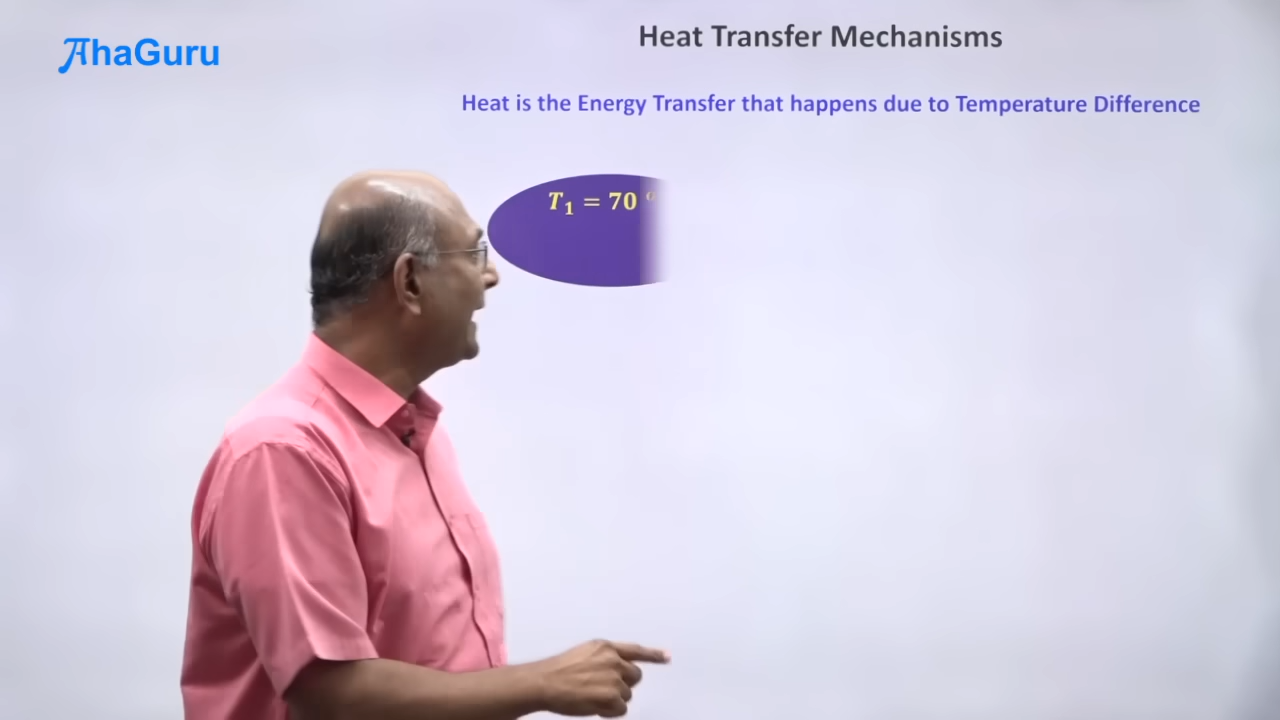 AhaGuru
Heat Transfer Mechanisms
Heat is the Energy Transfer that happens due to Temperature Difference
T₁ = 70 °